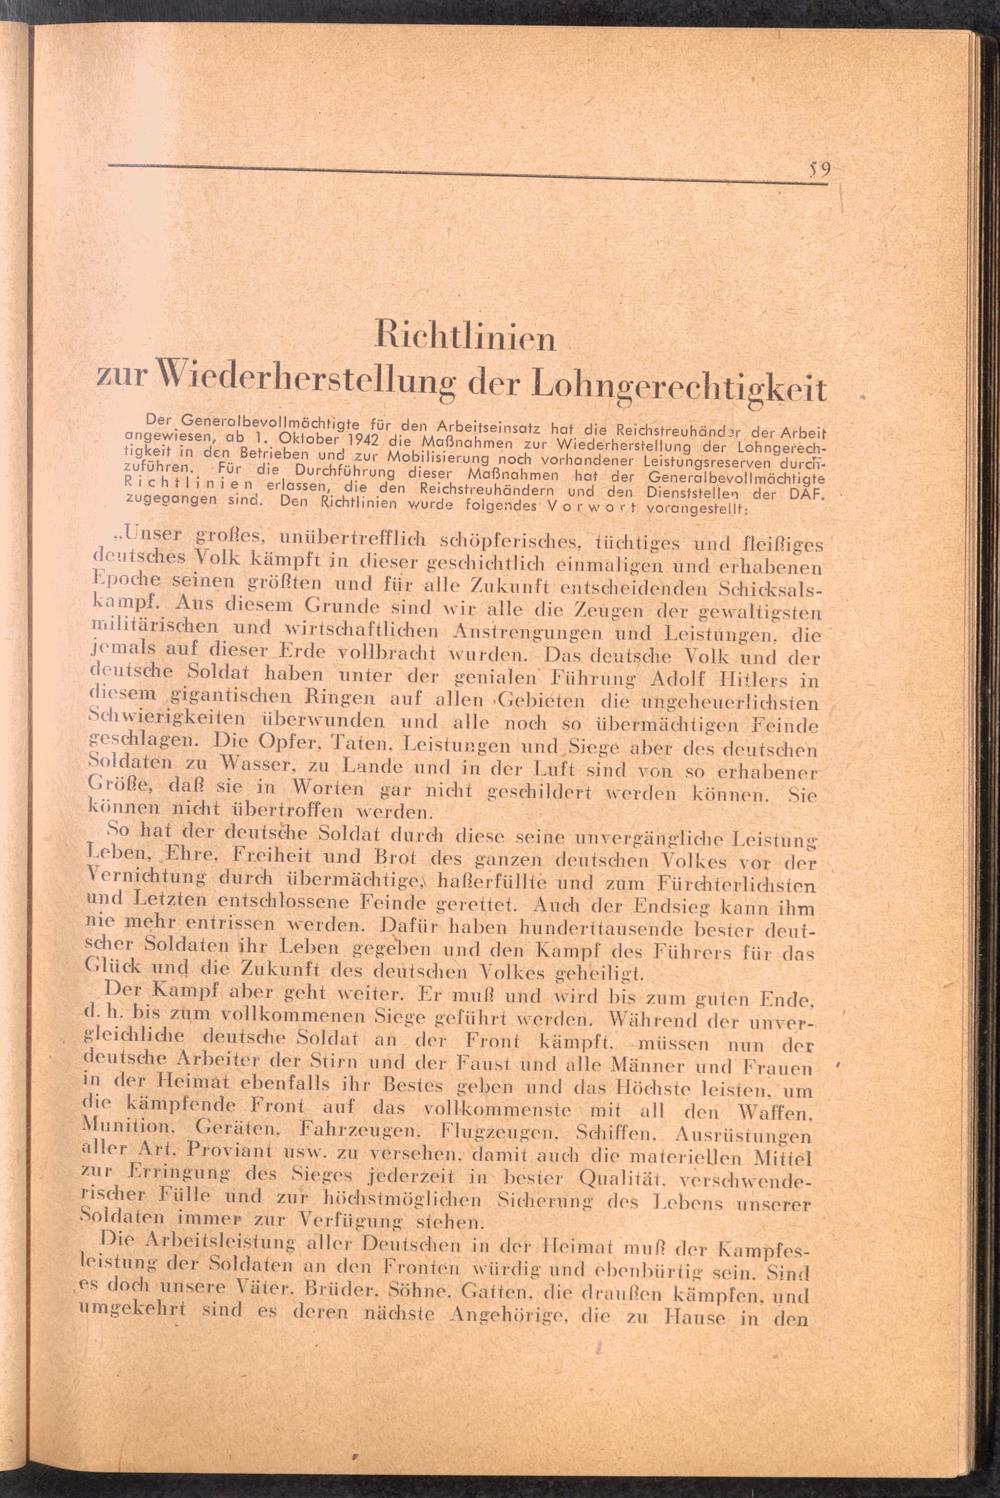 59
Richtlinien
zur Wiederherstellung der Lohngerechtigkeit
Der Generalbevollmächtigte für den Arbeitseinsatz hat die Reichstreuhänder der Arbeit
angewiesen, ab 1. Oktober 1942 die Maßnahmen zur Wiederherstellung der Lohngerech-
tigkeit in den Betrieben und zur Mobilisierung noch vorhandener Leistungsreserven durch-
zuführen. Für die Durchführung dieser Maßnahmen hat der Generalbevollmächtigte
Richtlinien erlassen, die den Reichstreuhändern und den Dienststellen der DAF.
zugegangen sind. Den Richtlinien wurde folgendes Vorwort vorangestellt:
„Unser großes, unübertrefflich schöpferisches, tüchtiges und fleißiges
deutsches Volk kämpft in dieser geschichtlich einmaligen und erhabenen
Epoche seinen größten und für alle Zukunft entscheidenden Schicksals-
kampf. Aus diesem Grunde sind wir alle die Zeugen der gewaltigsten
militärischen und wirtschaftlichen Anstrengungen und Leistungen, die
jemals auf dieser Erde vollbracht wurden. Das deutsche Volk und der
deutsche Soldat haben unter der genialen Führung Adolf Hitlers in
diesem gigantischen Ringen auf allen Gebieten die ungeheuerlichsten
Schwierigkeiten überwunden und alle noch so übermächtigen Feinde
geschlagen. Die Opfer, Taten, Leistungen und Siege aber des deutschen
Soldaten zu Wasser, zu Lande und in der Luft sind von so erhabener
Größe, daß sie in Worten gar nicht geschildert werden können. Sie
können nicht übertroffen werden.
So hat der deutsche Soldat durch diese seine unvergängliche Leistung
Leben, Ehre, Freiheit und Brot des ganzen deutschen Volkes vor der
Vernichtung durch übermächtige, haßerfüllte und zum Fürchterlichsten
und Letzten entschlossene Feinde gerettet. Auch der Endsieg kann ihm
nie mehr entrissen werden. Dafür haben hunderttausende bester deut-
scher Soldaten ihr Leben gegeben und den Kampf des Führers für das
Glück und die Zukunft des deutschen Volkes geheiligt.
Der Kampf aber geht weiter. Er muß und wird bis zum guten Ende,
d. h. bis zum vollkommenen Siege geführt werden. Während der unver-
gleichliche deutsche Soldat an der Front kämpft, müssen nun der
deutsche Arbeiter der Stirn und der Faust und alle Männer und Frauen
in der Heimat ebenfalls ihr Bestes geben und das Höchste leisten, um
die kämpfende Front auf das vollkommenste mit all den Waffen,
Munition, Geräten, Fahrzeugen, Flugzeugen, Schiffen, Ausrüstungen
aller Art, Proviant usw. zu versehen, damit auch die materiellen Mittel
zur Erringung des Sieges jederzeit in bester Qualität, verschwende-
rischer Fülle und zur höchstmöglichen Sicherung des Lebens unserer
Soldaten immer zur Verfügung stehen.
Die Arbeitsleistung aller Deutschen in der Heimat muß der Kampfes-
leistung der Soldaten an den Fronten würdig und ebenbürtig sein. Sind
es doch unsere Väter, Brüder, Söhne, Gatten, die draußen kämpfen, und
umgekehrt sind es deren nächste Angehörige, die zu Hause in den